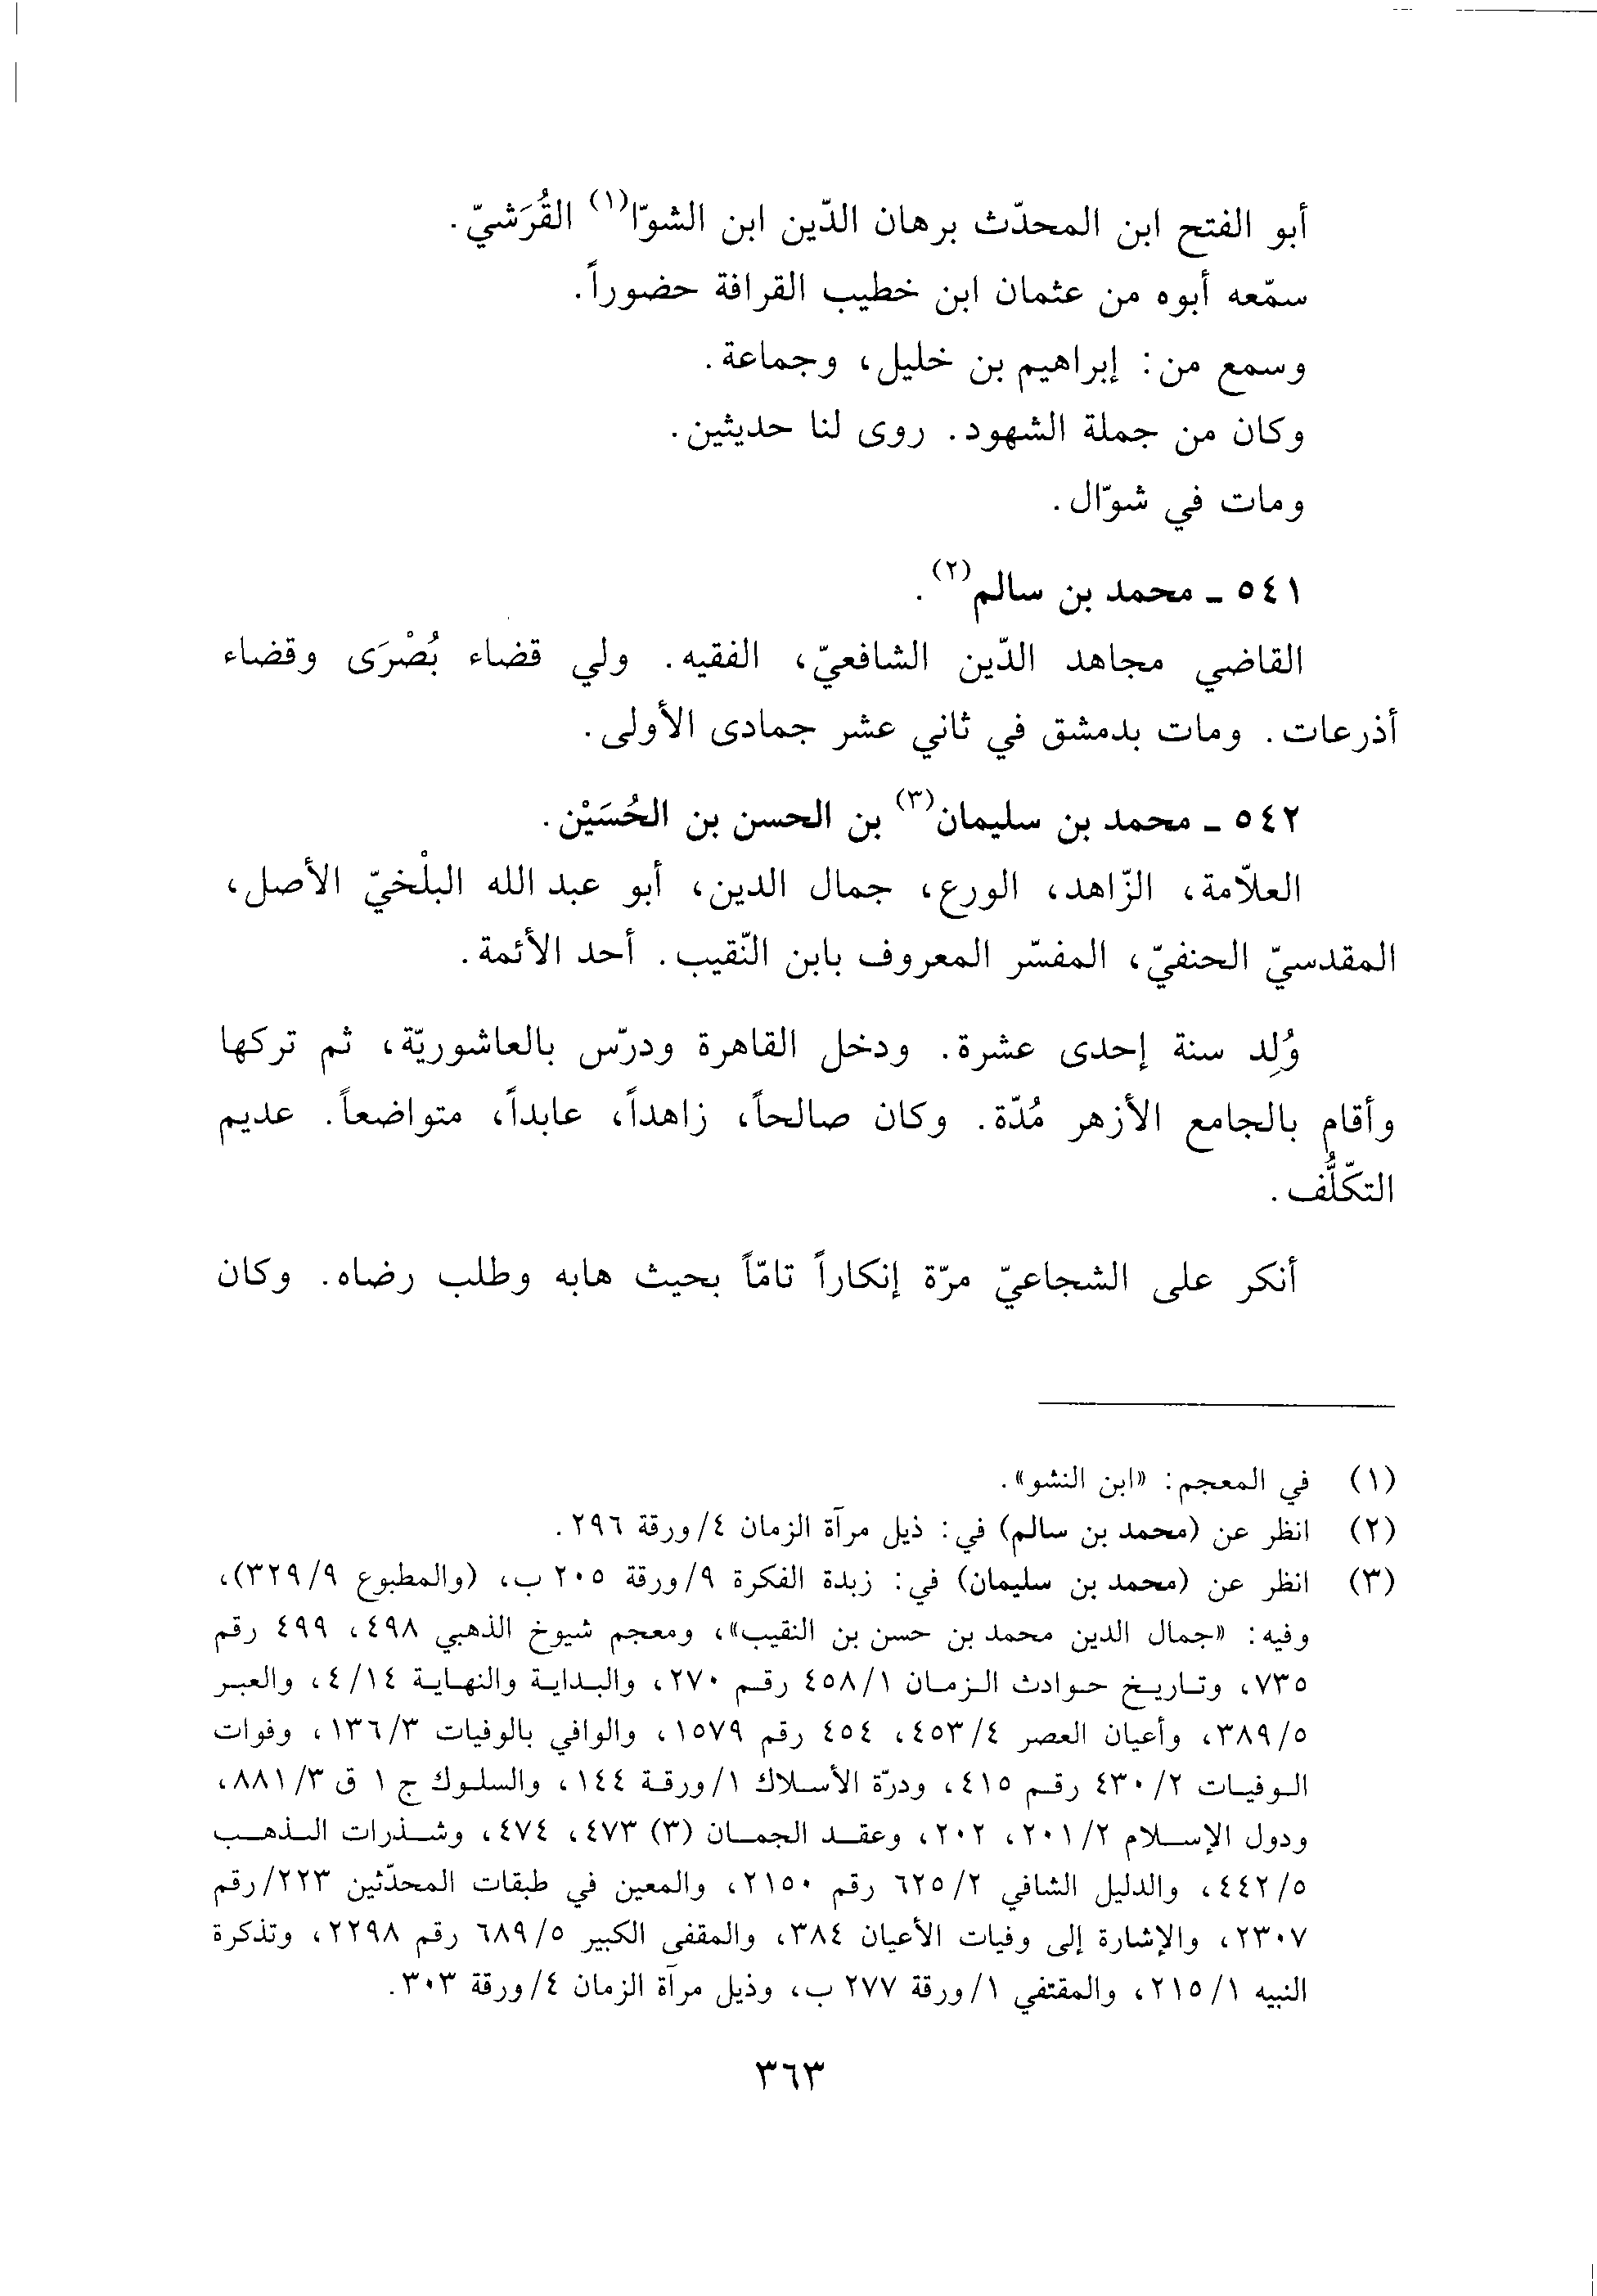 أبو الفتح ابن المحدّث برهان الدّين ابن الشوّا(١) القُرَشيّ.
سمّعه أبوه من عثمان ابن خطيب القرافة حضوراً.
وسمع من: إبراهيم بن خليل، وجماعة.
وكان من جملة الشهود. روى لنا حديثين.
ومات في شوّال.
٥٤١ ـ محمد بن سالم(٢).
القاضي مجاهد الدّين الشافعيّ، الفقيه. ولي قضاء بُصْرَى وقضاء
أذرعات. ومات بدمشق في ثاني عشر جمادى الأولى.
٥٤٢ ـ محمد بن سليمان(٣) بن الحسن بن الحُسَيْن.
العلّامة، الزّاهد، الورع، جمال الدين، أبو عبد الله البلْخيّ الأصل،
المقدسيّ الحنفيّ، المفسّر المعروف بابن النّقيب. أحد الأئمة.
وُلِد سنة إحدى عشرة. ودخل القاهرة ودرّس بالعاشوريّة، ثم تركها
وأقام بالجامع الأزهر مُدّة. وكان صالحاً، زاهداً، عابداً، متواضعاً. عديم
التكّلُّف.
أنكر على الشجاعيّ مرّة إنكاراً تامّاً بحيث هابه وطلب رضاه. وكان
(١) في المعجم: «ابن النشو».
(٢) انظر عن (محمد بن سالم) في: ذيل مرآة الزمان ٤/ورقة ٢٩٦.
(٣) انظر عن (محمد بن سليمان) في: زبدة الفكرة ٩/ورقة ٢٠٥ ب، (والمطبوع ٣٢٩/٩)،
وفيه: «جمال الدين محمد بن حسن بن النقيب»، ومعجم شيوخ الذهبي ٤٩٨، ٤٩٩ رقم
٧٣٥، وتاريخ حوادث الزمان ٤٥٨/١ رقم ٢٧٠، والبداية والنهاية ٤/١٤، والعبر
٣٨٩/٥، وأعيان العصر ٤٥٣/٤، ٤٥٤ رقم ١٥٧٩، والوافي بالوفيات ١٣٦/٣، وفوات
الوفيات ٤٣٠/٢ رقم ٤١٥، ودرّة الأسلاك ١/ورقة ١٤٤، والسلوك ج ١ ق ٨٨١/٣،
ودول الإسلام ٢٠١/٢، ٢٠٢، وعقد الجمان (٣) ٤٧٣، ٤٧٤، وشذرات الذهب
٤٤٢/٥، والدليل الشافي ٦٢٥/٢ رقم ٢١٥٠، والمعين في طبقات المحدّثين ٢٢٣/رقم
٢٣٠٧، والإشارة إلى وفيات الأعيان ٣٨٤، والمقفى الكبير ٦٨٩/٥ رقم ٢٢٩٨، وتذكرة
النبيه ٢١٥/١، والمقتفي ١/ورقة ٢٧٧ ب، وذيل مرآة الزمان ٤/ورقة ٣٠٣.
٣٦٣